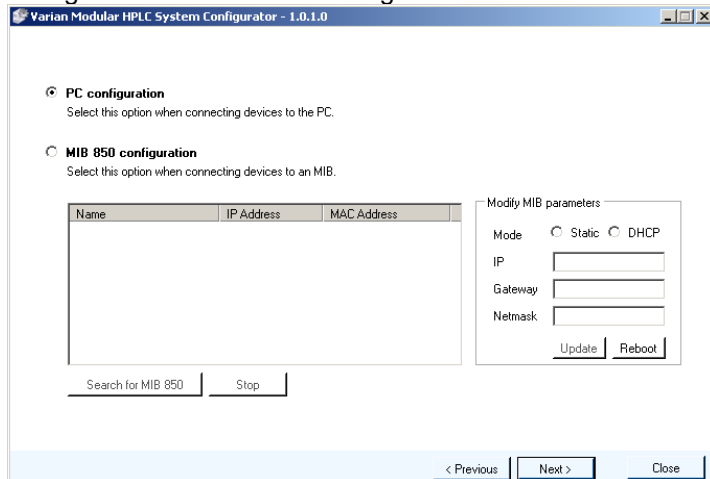 Varian Modular HPLC System Configurator - 1.0.1.0
PC configuration
Select this option when connecting devices to the PC.
MIB 850 configuration
Select this option when connecting devices to an MIB.
Name IP Address MAC Address
Modify MIB parameters
Mode Static DHCP
IP
Gateway
Netmask
Update Reboot
Search for MIB 850 Stop
< Previous Next > Close